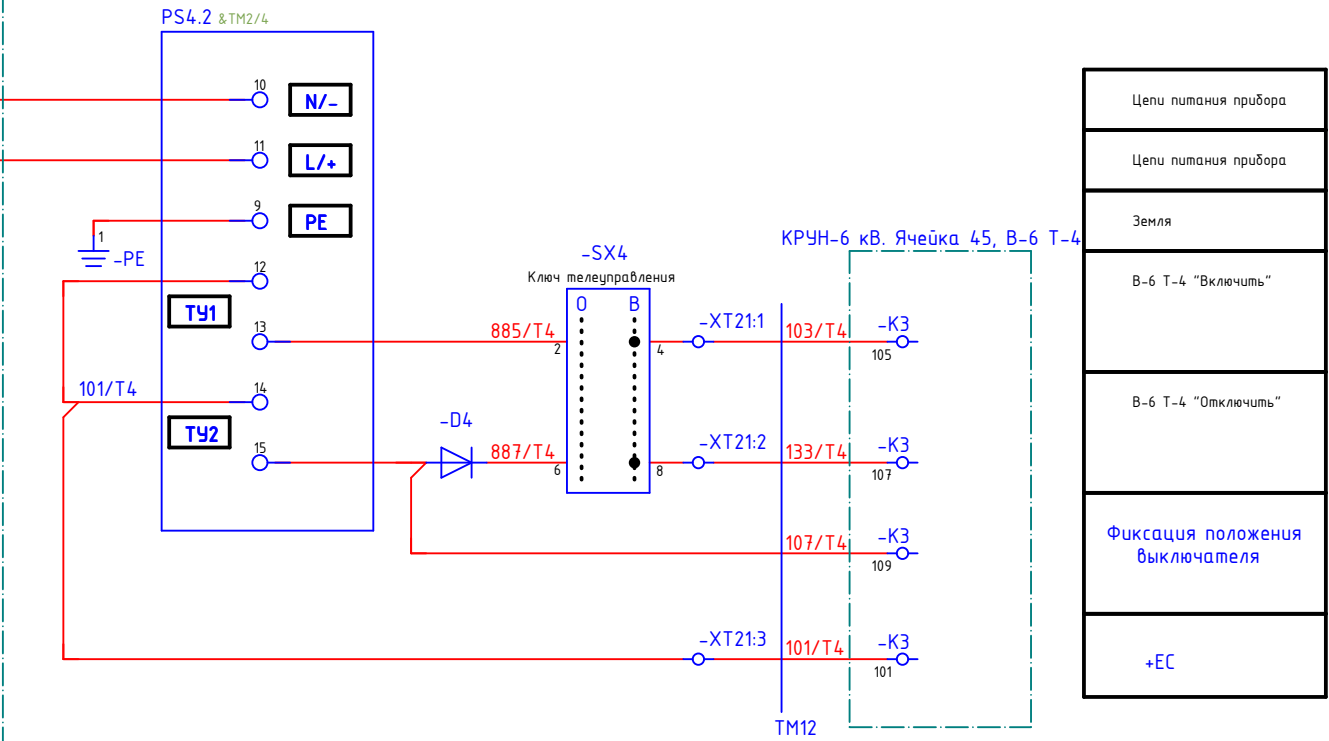 PS4.2 &TM2/4
10
N/-
11
L/+
9
PE
1
-PE
12
ТУ1
13
101/T4
14
ТУ2
15
-D4
885/T4
887/T4
-SX4
Ключ телеуправления
O
B
2
4
6
8
-XT21:1
-XT21:2
-XT21:3
КРУН-6 кВ. Ячейка 45, В-6 Т-4
103/T4
-K3
105
133/T4
-K3
107
107/T4
-K3
109
101/T4
-K3
101
TM12
Цепи питания прибора
Цепи питания прибора
Земля
В-6 Т-4 "Включить"
В-6 Т-4 "Отключить"
Фиксация положения
выключателя
+ЕС